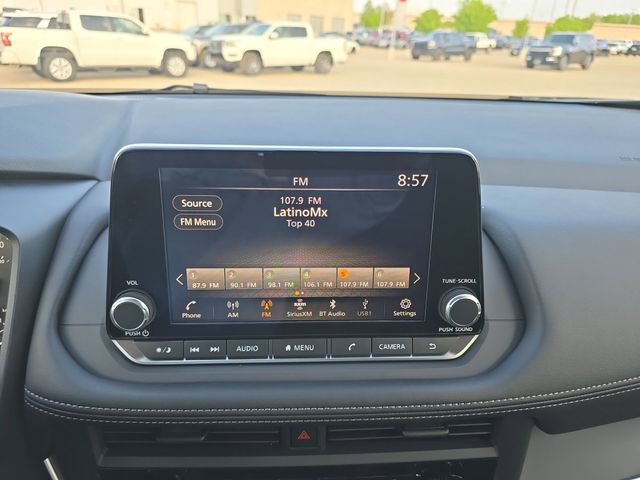 FM 8:57
Source
FM Menu
107.9 FM
LatinoMx
Top 40
1 2 3 4 5 6
87.9 FM 90.1 FM 98.1 FM 106.1 FM 107.9 FM 107.9 FM
Phone AM FM SiriusXM BT Audio USB1 Settings
VOL
PUSH
TUNE·SCROLL
PUSH SOUND
AUDIO MENU CAMERA